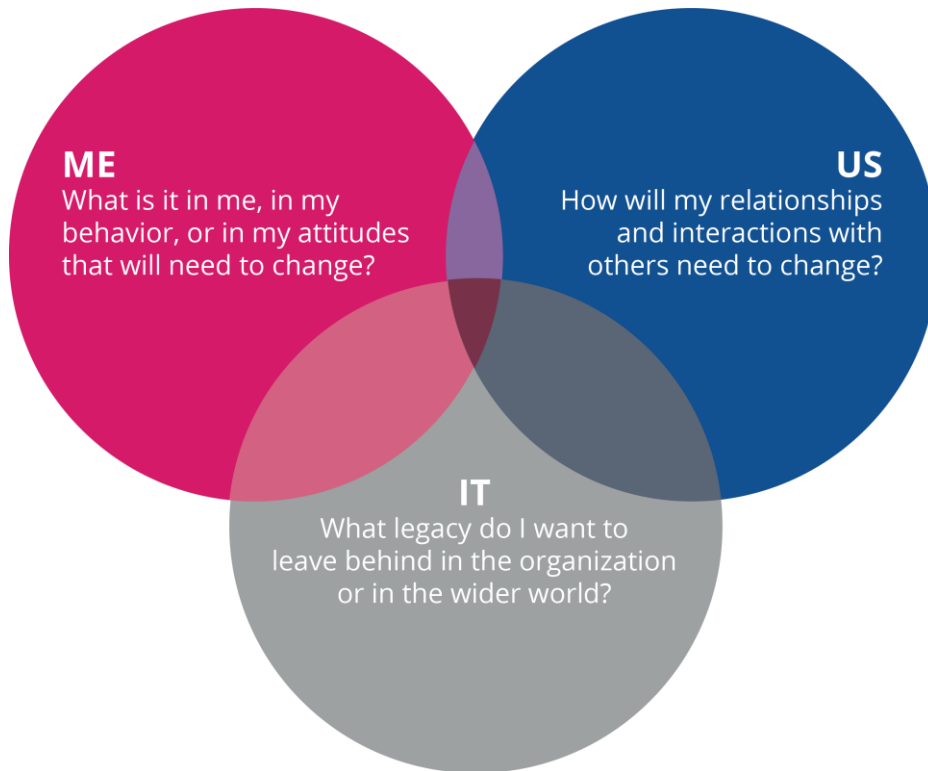 ME
What is it in me, in my
behavior, or in my attitudes
that will need to change?
US
How will my relationships
and interactions with
others need to change?
IT
What legacy do I want to
leave behind in the organization
or in the wider world?